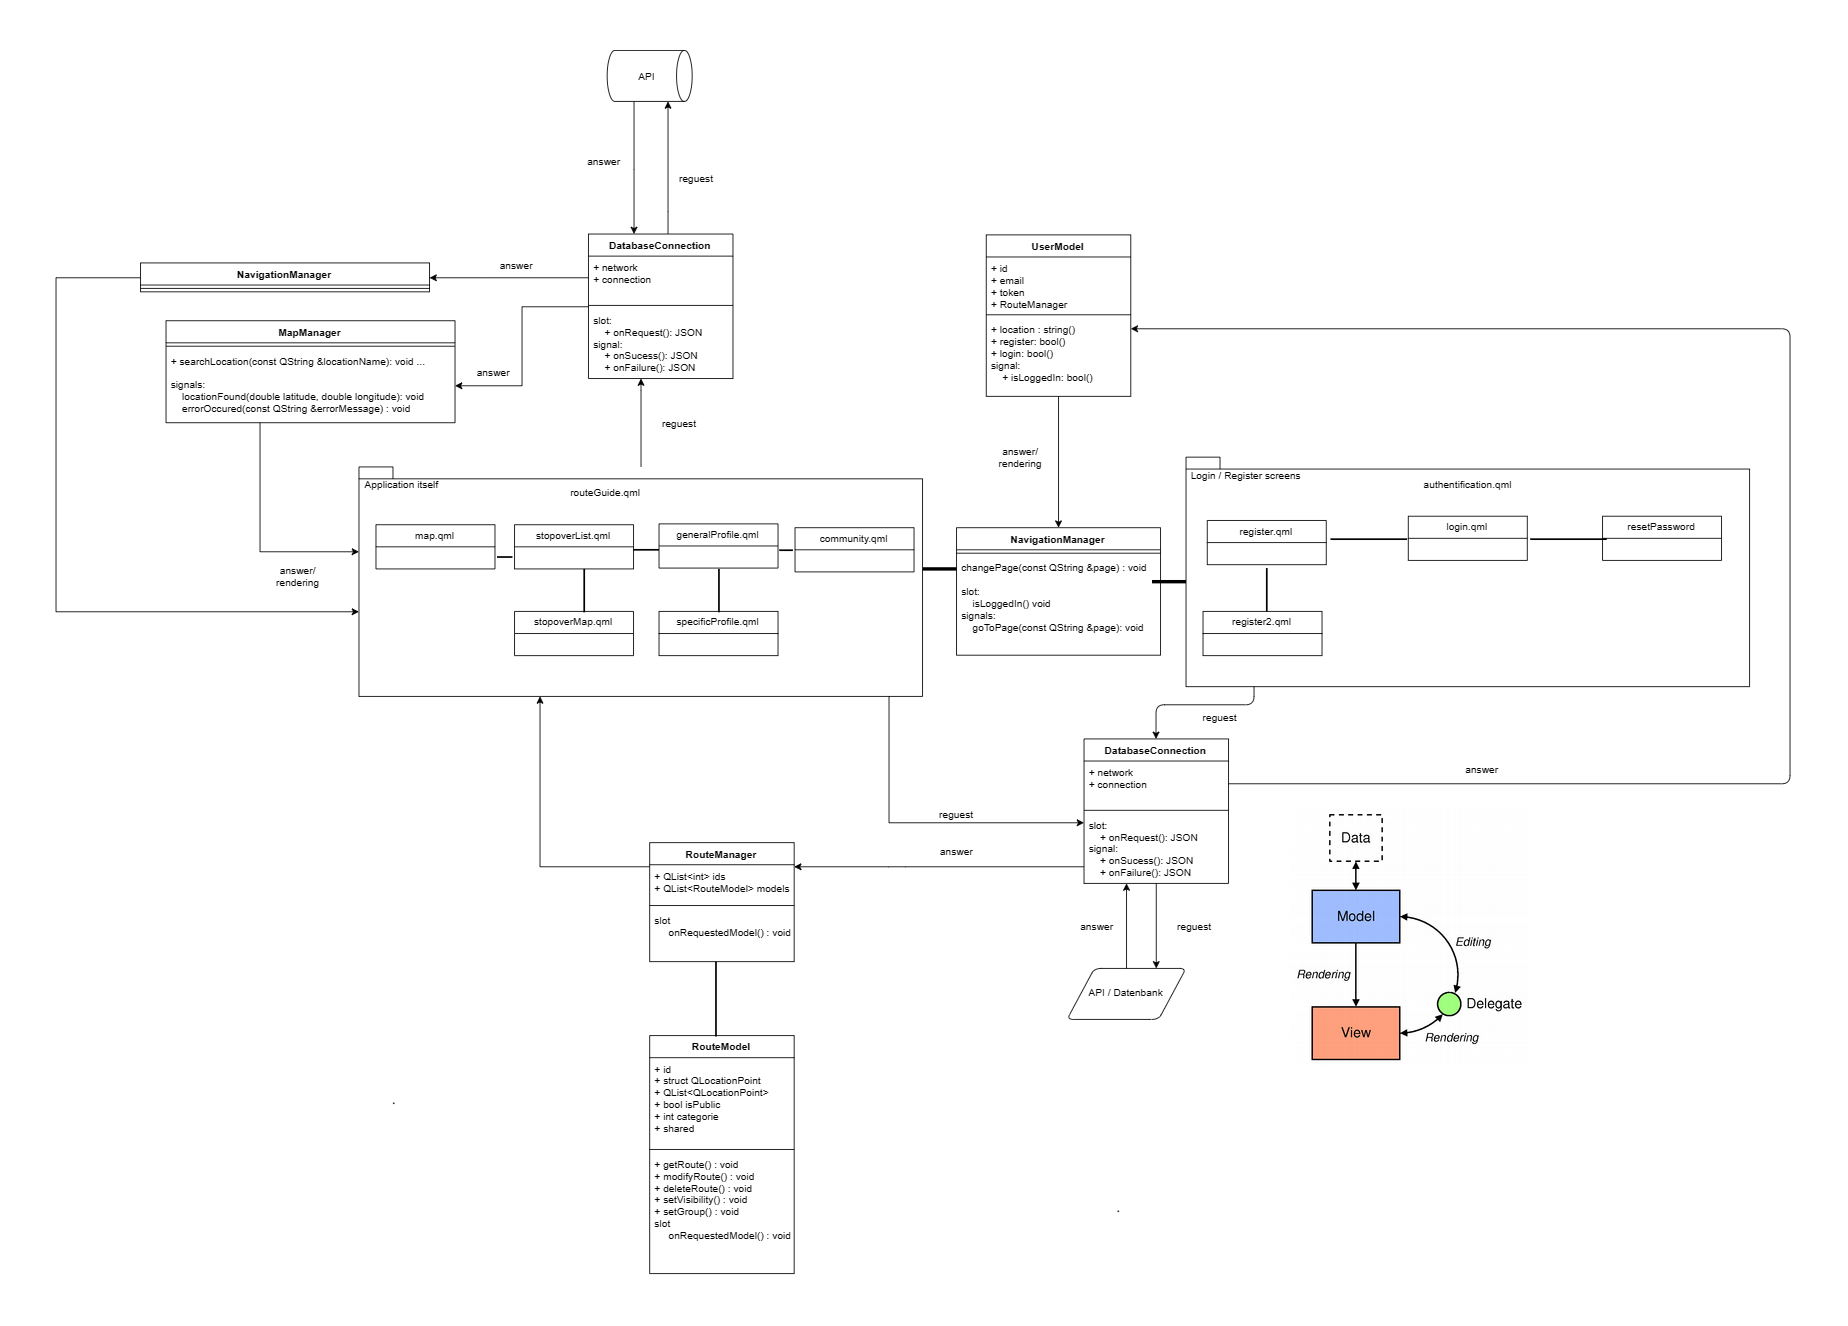 API
answer
reguest
DatabaseConnection
+ network
+ connection
slot:
+ onRequest(): JSON
signal:
+ onSucess(): JSON
+ onFailure(): JSON
answer
NavigationManager
MapManager
+ searchLocation(const QString &locationName): void ...
signals:
locationFound(double latitude, double longitude): void
errorOccured(const QString &errorMessage) : void
answer
reguest
UserModel
+ id
+ email
+ token
+ RouteManager
+ location : string()
+ register: bool()
+ login: bool()
signal:
+ isLoggedIn: bool()
answer/
rendering
Application itself
routeGuide.qml
map.qml
stopoverList.qml
generalProfile.qml
community.qml
stopoverMap.qml
specificProfile.qml
answer/
rendering
NavigationManager
changePage(const QString &page) : void
slot:
isLoggedIn() void
signals:
goToPage(const QString &page): void
Login / Register screens
authentification.qml
register.qml
login.qml
resetPassword
register2.qml
reguest
DatabaseConnection
+ network
+ connection
slot:
+ onRequest(): JSON
signal:
+ onSucess(): JSON
+ onFailure(): JSON
answer
reguest
answer
RouteManager
+ QList<int> ids
+ QList<RouteModel> models
slot
onRequestedModel() : void
answer
reguest
API / Datenbank
RouteModel
+ id
+ struct QLocationPoint
+ QList<QLocationPoint>
+ bool isPublic
+ int categorie
+ shared
+ getRoute() : void
+ modifyRoute() : void
+ deleteRoute() : void
+ setVisibility() : void
+ setGroup() : void
slot
onRequestedModel() : void
Data
Model
Editing
Rendering
Delegate
View
Rendering